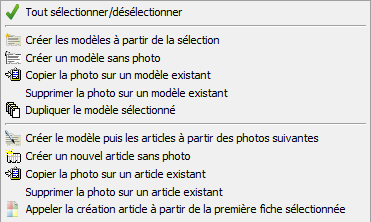 Tout sélectionner/désélectionner
Créer les modèles à partir de la sélection
Créer un modèle sans photo
Copier la photo sur un modèle existant
Supprimer la photo sur un modèle existant
Dupliquer le modèle sélectionné
Créer le modèle puis les articles à partir des photos suivantes
Créer un nouvel article sans photo
Copier la photo sur un article existant
Supprimer la photo sur un article existant
Appeler la création article à partir de la première fiche sélectionnée